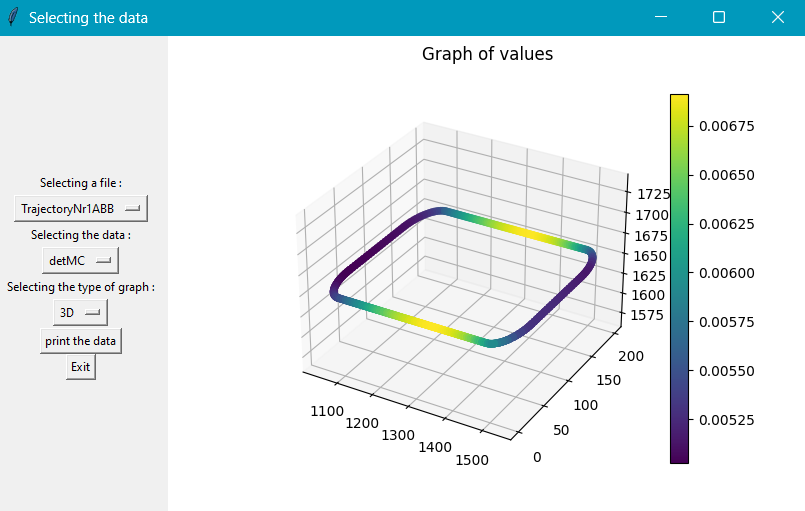 Selecting the data
Selecting a file :
TrajectoryNr1ABB
Selecting the data :
detMC
Selecting the type of graph :
3D
print the data
Exit
Graph of values
1725
1700
1675
1650
1625
1600
1575
200
150
100
50
0
1100
1200
1300
1400
1500
0.00675
0.00650
0.00625
0.00600
0.00575
0.00550
0.00525